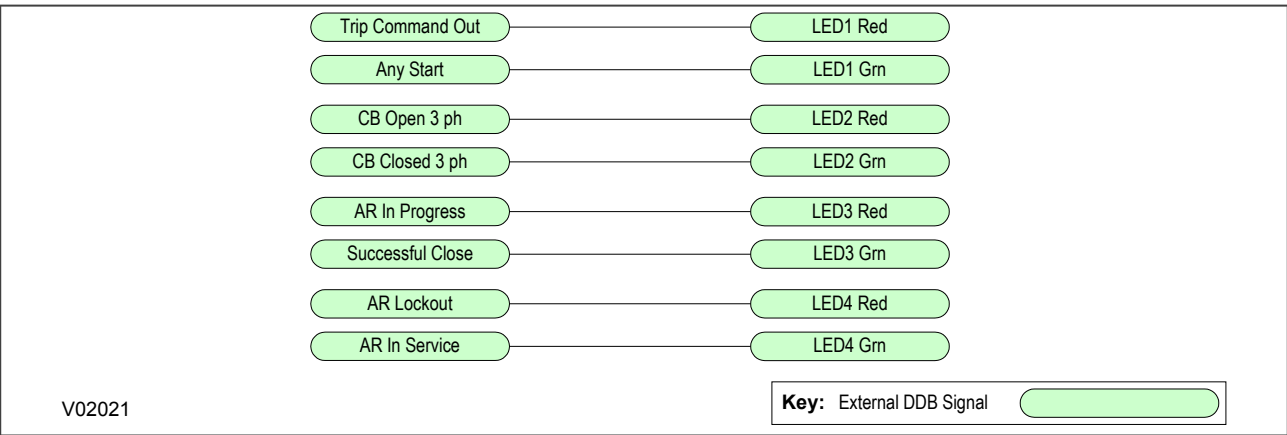 Trip Command Out LED1 Red
Any Start LED1 Grn
CB Open 3 ph LED2 Red
CB Closed 3 ph LED2 Grn
AR In Progress LED3 Red
Successful Close LED3 Grn
AR Lockout LED4 Red
AR In Service LED4 Grn
V02021 Key: External DDB Signal